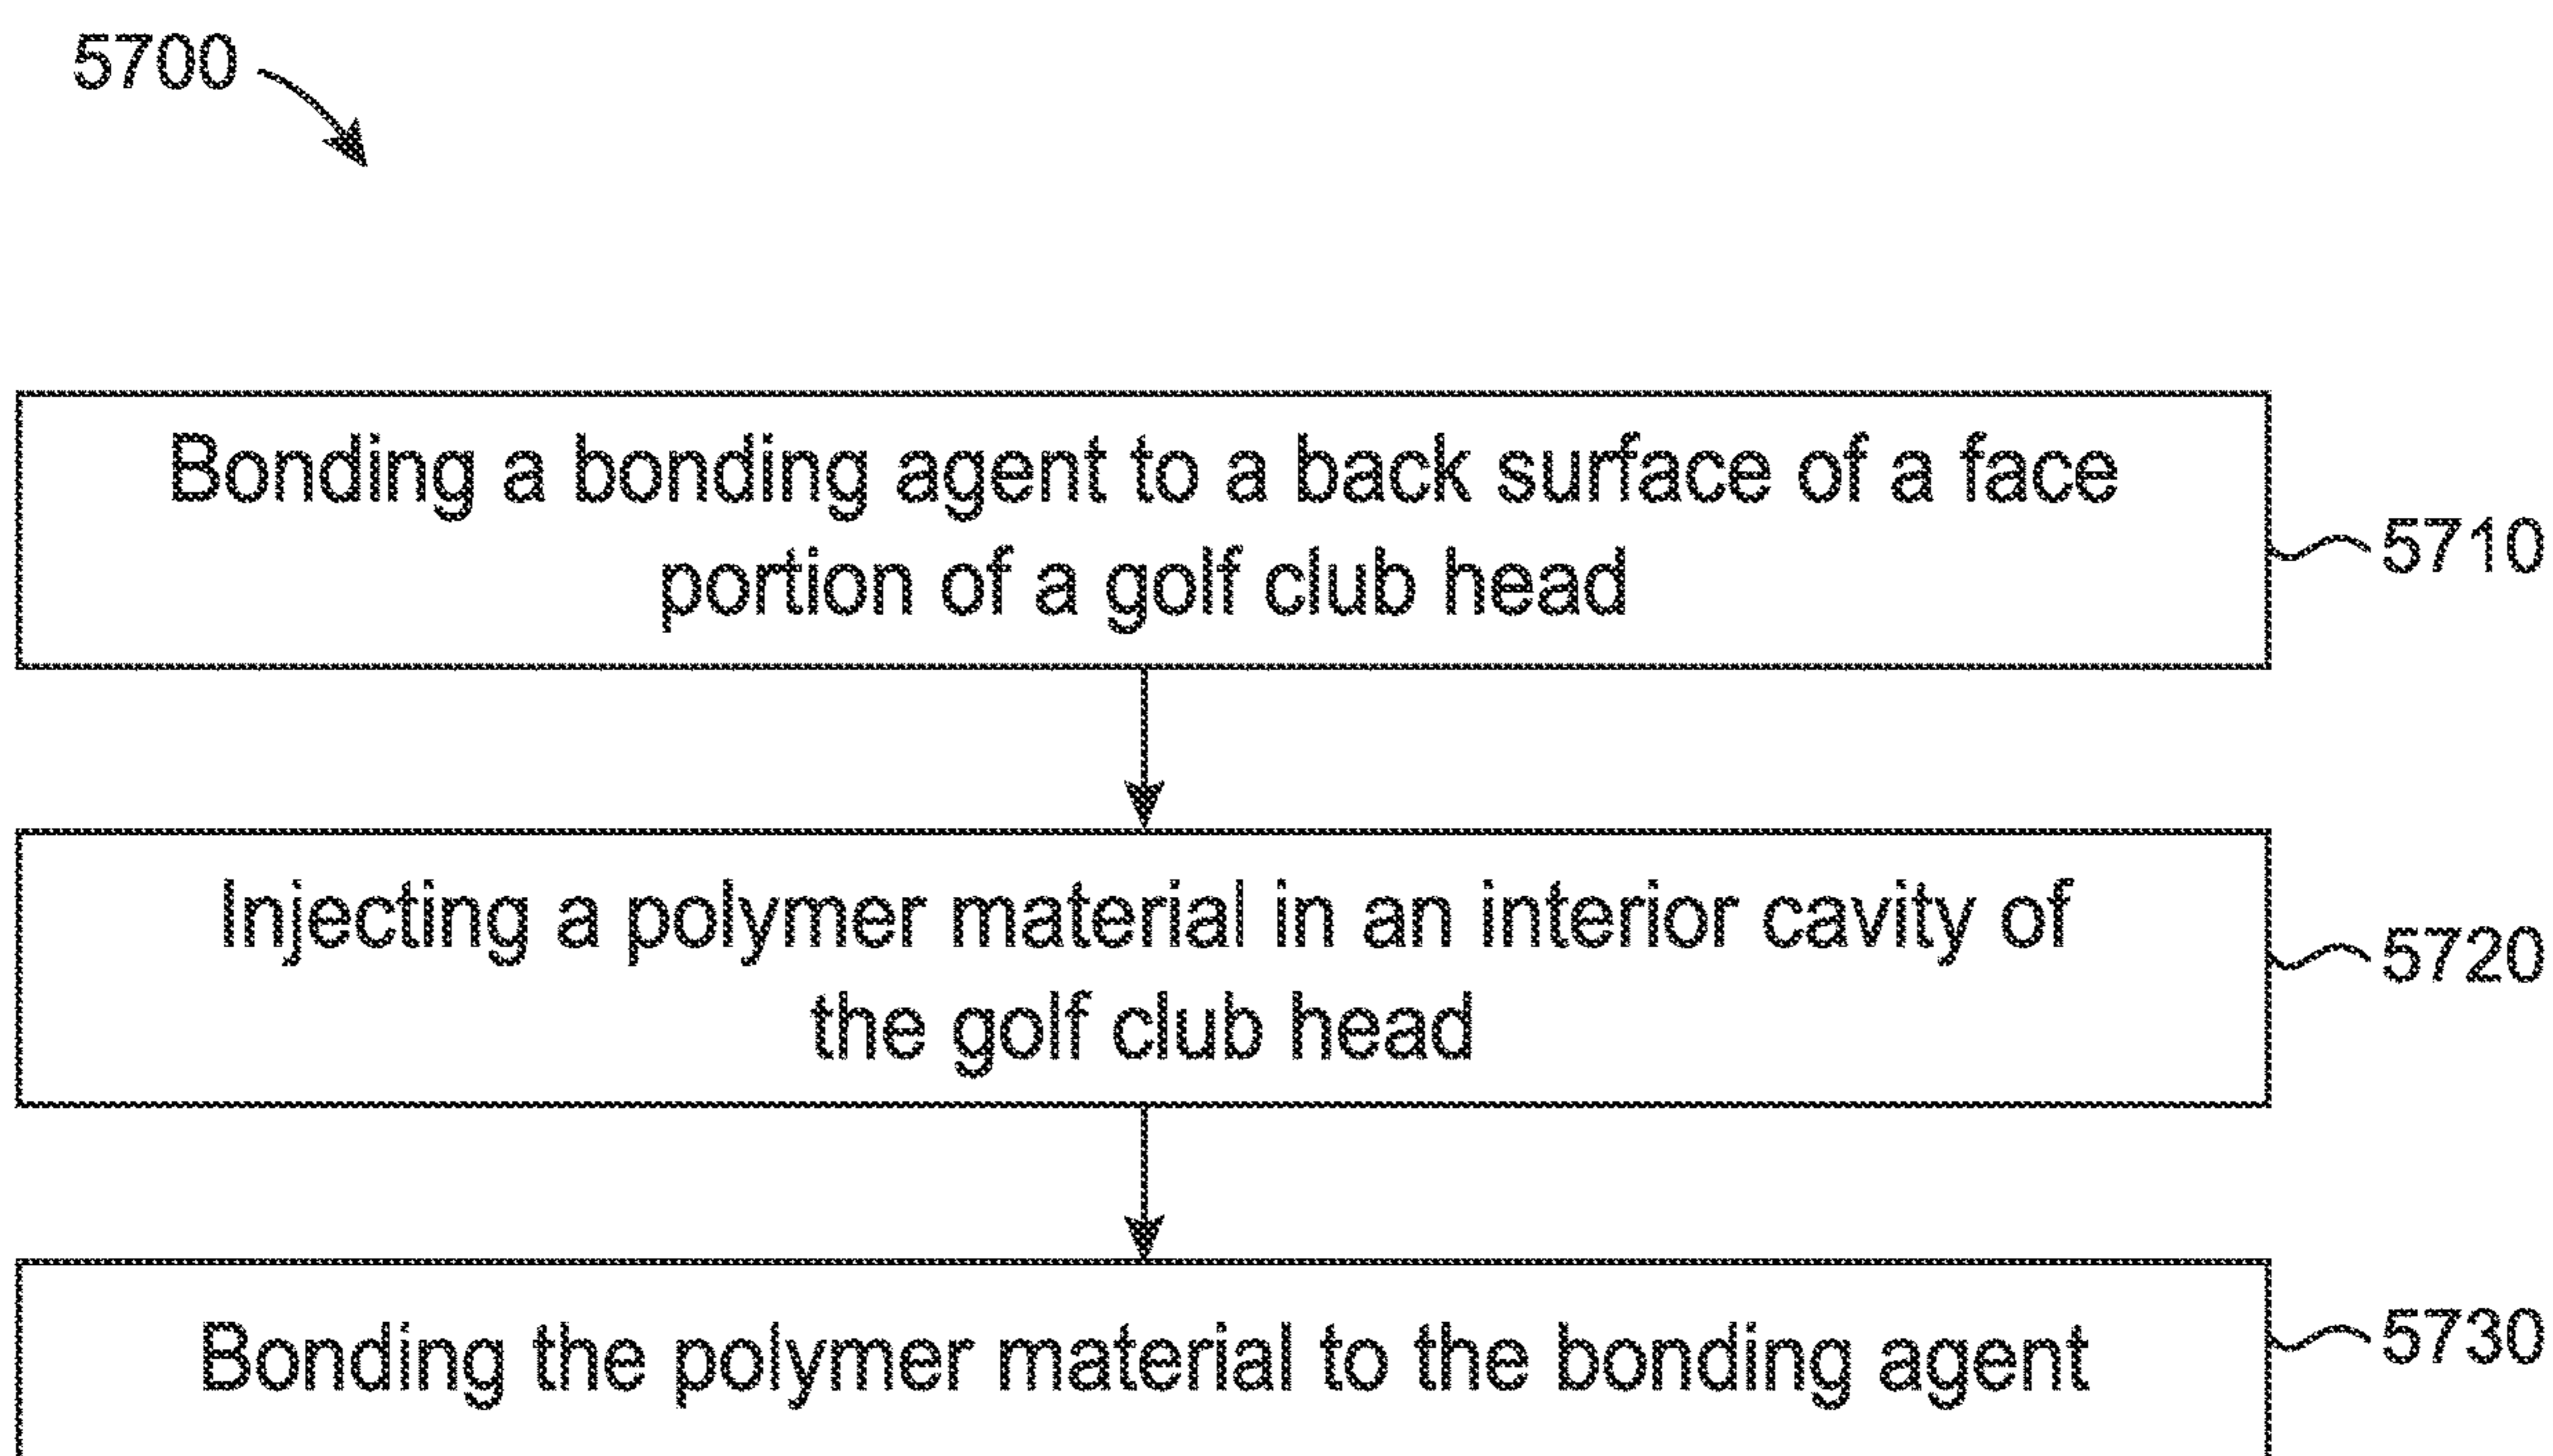 5700
Bonding a bonding agent to a back surface of a face
portion of a golf club head
5710
Injecting a polymer material in an interior cavity of
the golf club head
5720
Bonding the polymer material to the bonding agent
5730